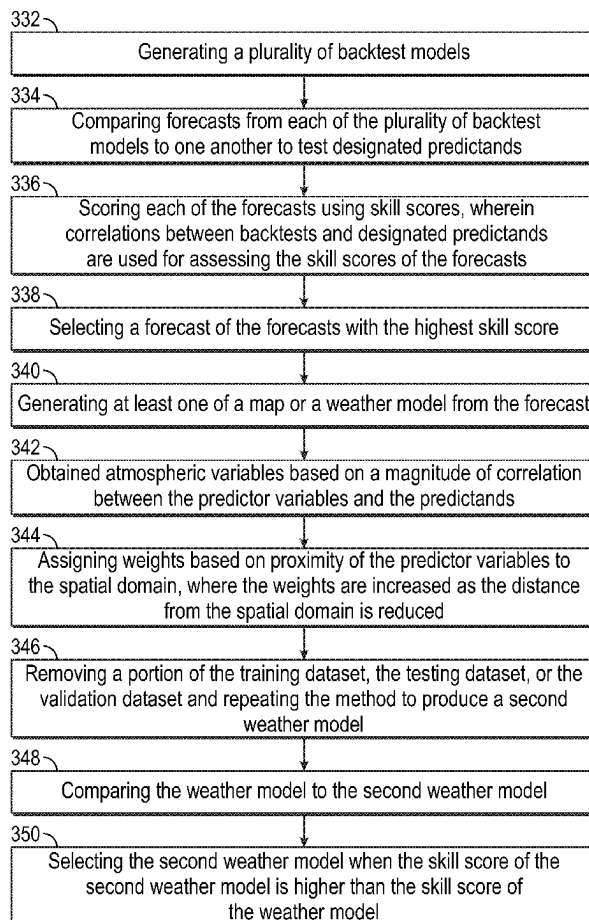 332
Generating a plurality of backtest models
334
Comparing forecasts from each of the plurality of backtest
models to one another to test designated predictands
336
Scoring each of the forecasts using skill scores, wherein
correlations between backtests and designated predictands
are used for assessing the skill scores of the forecasts
338
Selecting a forecast of the forecasts with the highest skill score
340
Generating at least one of a map or a weather model from the forecast
342
Obtained atmospheric variables based on a magnitude of correlation
between the predictor variables and the predictands
344
Assigning weights based on proximity of the predictor variables to
the spatial domain, where the weights are increased as the distance
from the spatial domain is reduced
346
Removing a portion of the training dataset, the testing dataset, or the
validation dataset and repeating the method to produce a second
weather model
348
Comparing the weather model to the second weather model
350
Selecting the second weather model when the skill score of the
second weather model is higher than the skill score of
the weather model